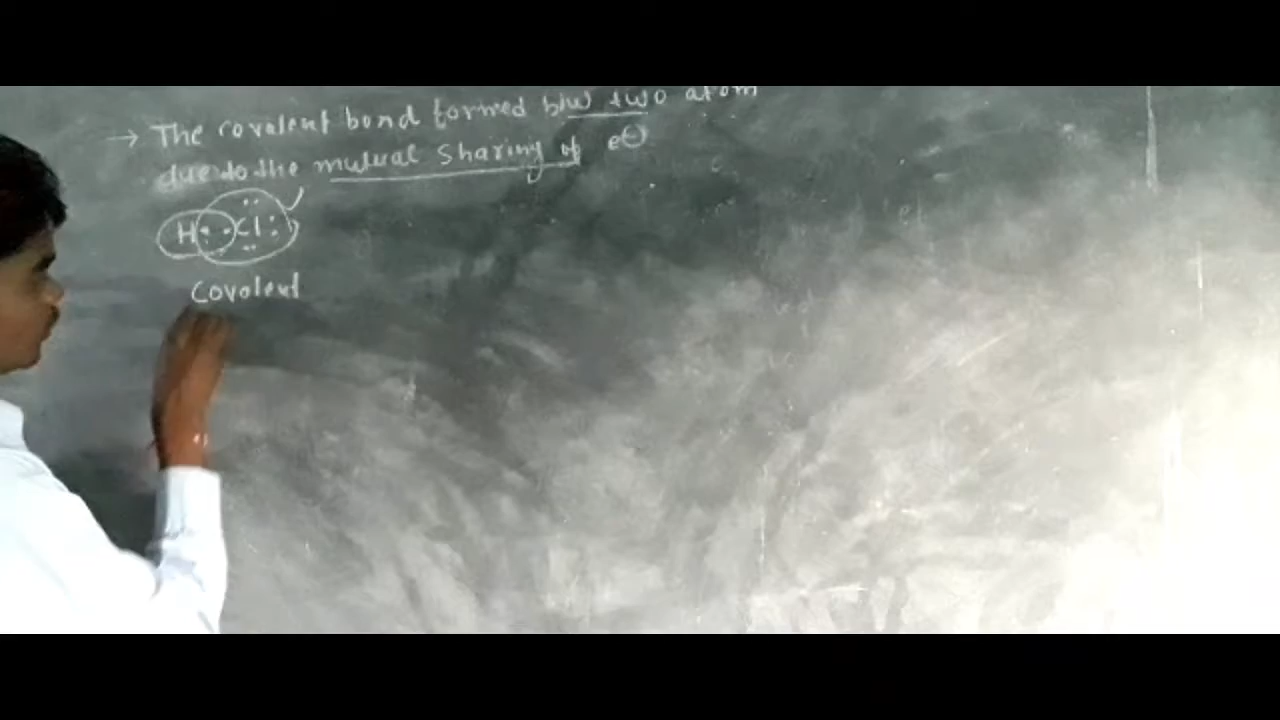 → The covalent bond formed b/w two atom
due to the mutual sharing of e⊖
H : Cl :
Covalent